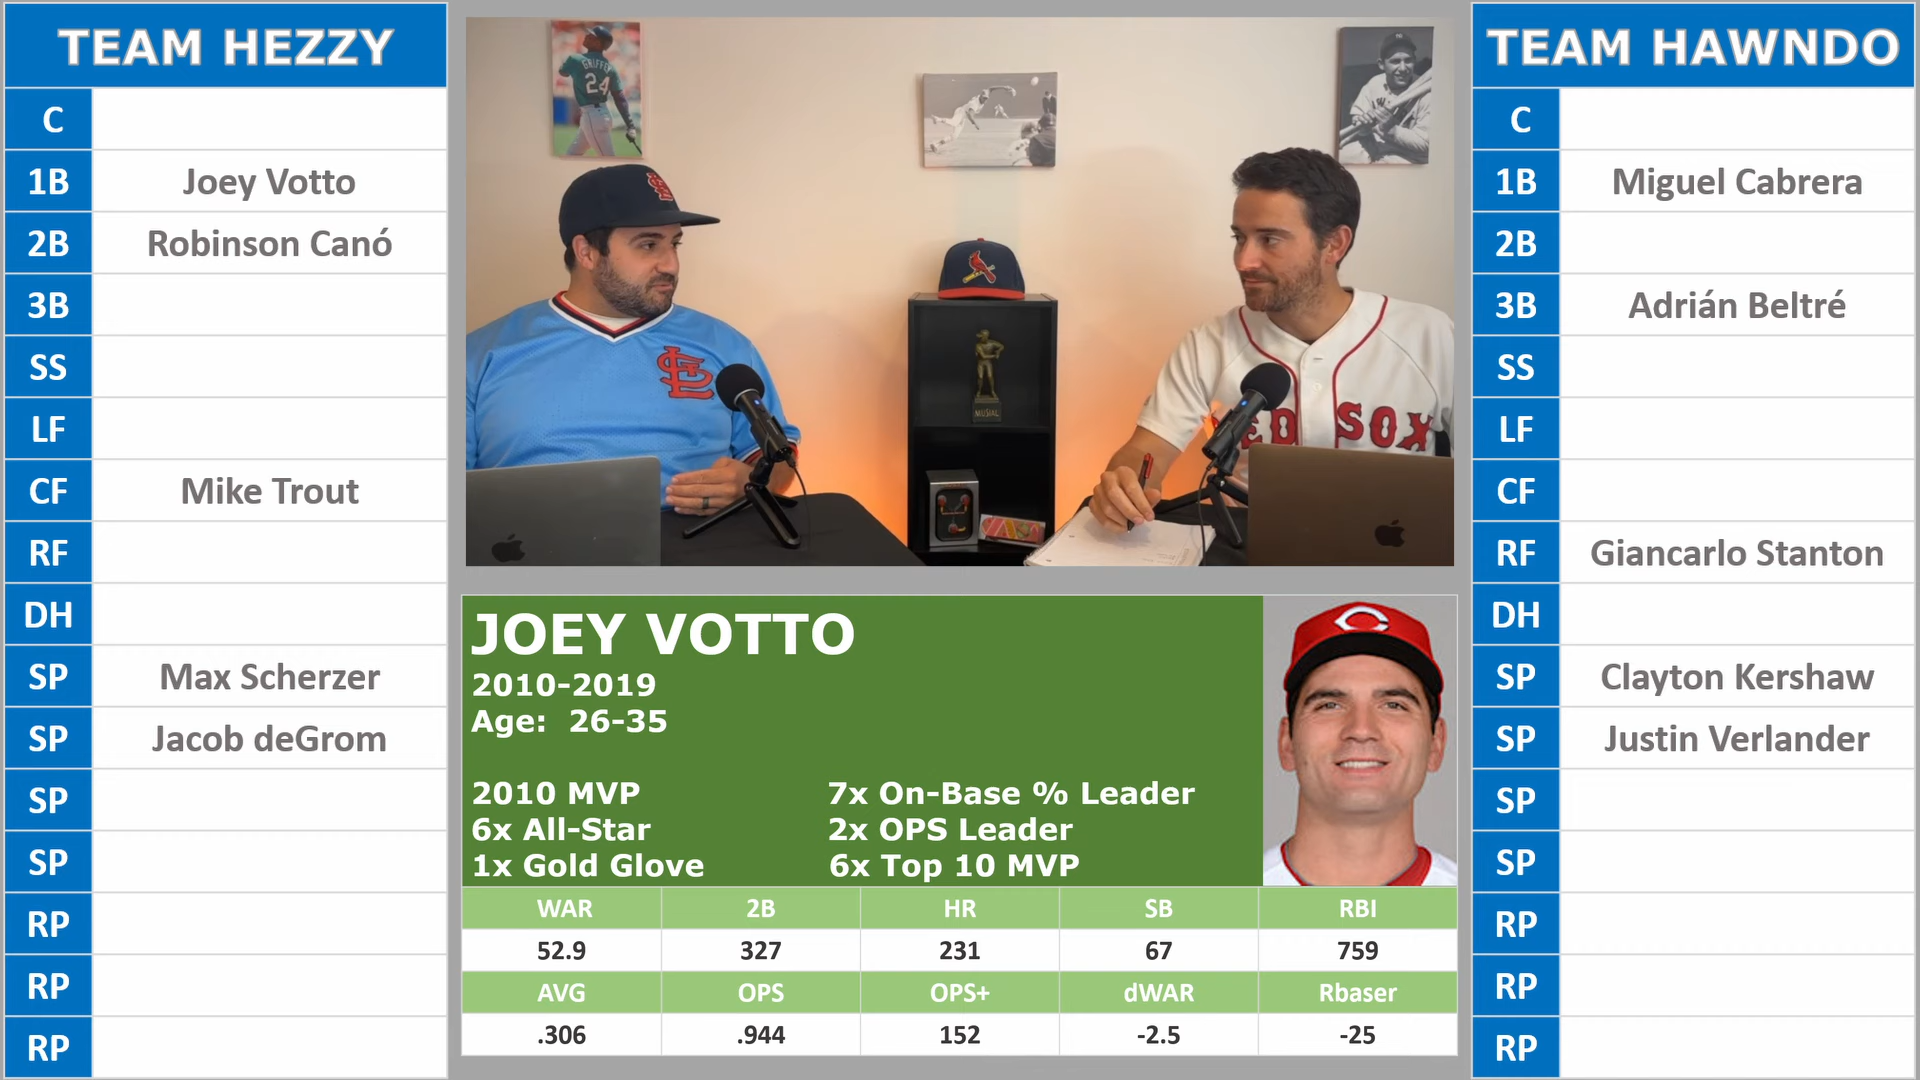 TEAM HEZZY
C
1B Joey Votto
2B Robinson Canó
3B
SS
LF
CF Mike Trout
RF
DH
SP Max Scherzer
SP Jacob deGrom
SP
SP
RP
RP
RP
GRIFFEY
24
StL
MUSIAL
RED SOX
JOEY VOTTO
2010-2019
Age: 26-35
2010 MVP 7x On-Base % Leader
6x All-Star 2x OPS Leader
1x Gold Glove 6x Top 10 MVP
WAR 2B HR SB RBI
52.9 327 231 67 759
AVG OPS OPS+ dWAR Rbaser
.306 .944 152 -2.5 -25
TEAM HAWNDO
C
1B Miguel Cabrera
2B
3B Adrián Beltré
SS
LF
CF
RF Giancarlo Stanton
DH
SP Clayton Kershaw
SP Justin Verlander
SP
SP
RP
RP
RP